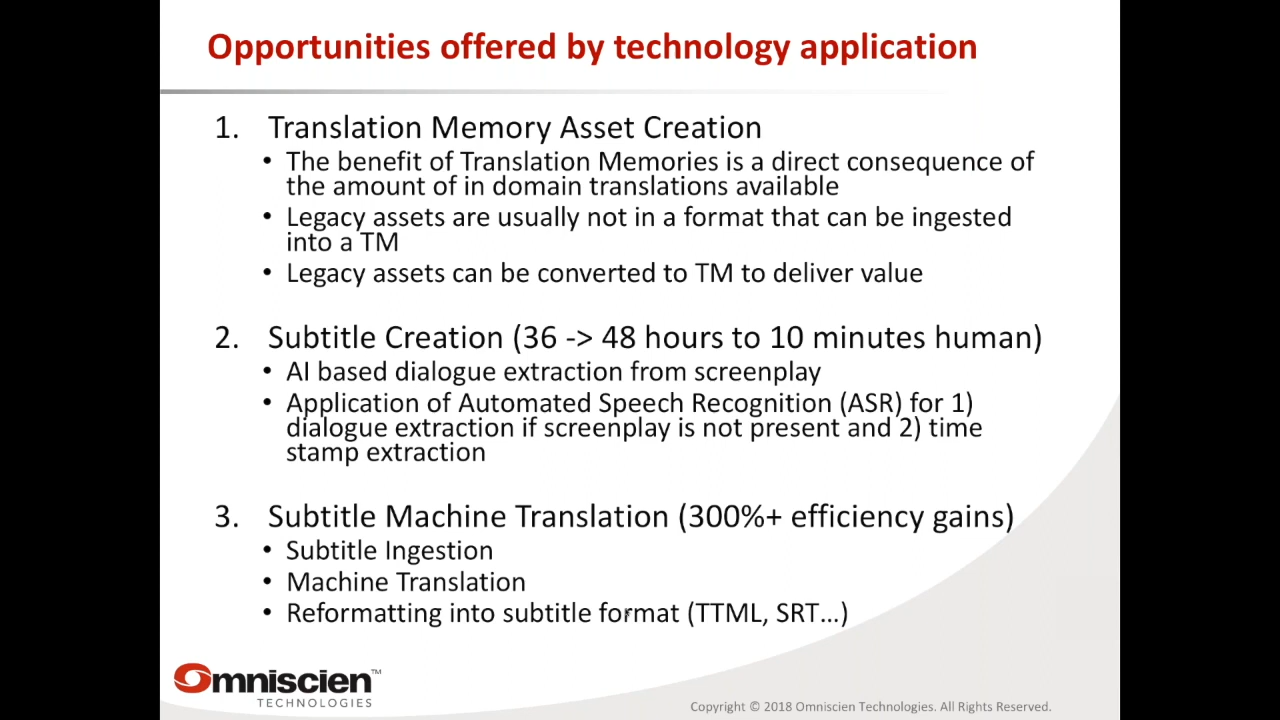 Opportunities offered by technology application
1. Translation Memory Asset Creation
• The benefit of Translation Memories is a direct consequence of
the amount of in domain translations available
• Legacy assets are usually not in a format that can be ingested
into a TM
• Legacy assets can be converted to TM to deliver value
2. Subtitle Creation (36 -> 48 hours to 10 minutes human)
• AI based dialogue extraction from screenplay
• Application of Automated Speech Recognition (ASR) for 1)
dialogue extraction if screenplay is not present and 2) time
stamp extraction
3. Subtitle Machine Translation (300%+ efficiency gains)
• Subtitle Ingestion
• Machine Translation
• Reformatting into subtitle format (TTML, SRT…)
Omniscien™
TECHNOLOGIES
Copyright © 2018 Omniscien Technologies. All Rights Reserved.